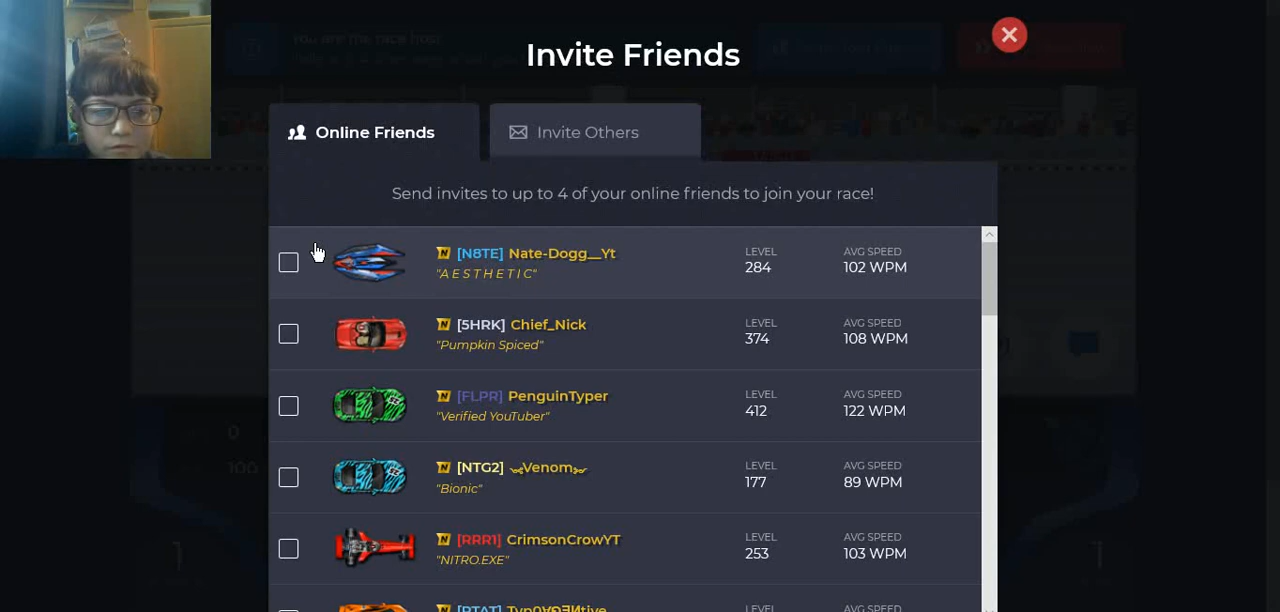 Invite Friends
Online Friends
Invite Others
Send invites to up to 4 of your online friends to join your race!
[N8TE] Nate-Dogg__Yt
"A E S T H E T I C"
LEVEL
284
AVG SPEED
102 WPM
[5HRK] Chief_Nick
"Pumpkin Spiced"
LEVEL
374
AVG SPEED
108 WPM
[FLPR] PenguinTyper
"Verified YouTuber"
LEVEL
412
AVG SPEED
122 WPM
[NTG2] Venom
"Bionic"
LEVEL
177
AVG SPEED
89 WPM
[RRR1] CrimsonCrowYT
"NITRO.EXE"
LEVEL
253
AVG SPEED
103 WPM